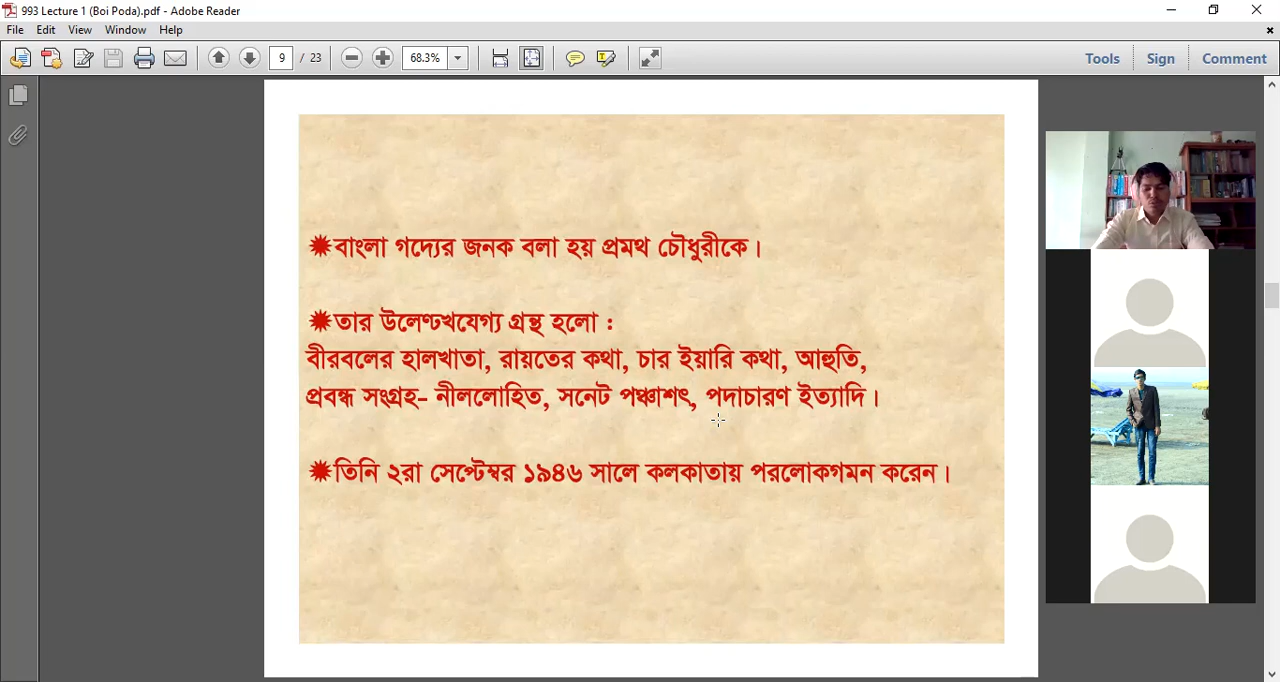 993 Lecture 1 (Boi Poda).pdf - Adobe Reader
File Edit View Window Help
9 / 23 68.3% Tools Sign Comment
বাংলা গদ্যের জনক বলা হয় প্রমথ চৌধুরীকে।
তার উলেণ্ঢখযেগ্য গ্রন্থ হলো :
বীরবলের হালখাতা, রায়তের কথা, চার ইয়ারি কথা, আহুতি,
প্রবন্ধ সংগ্রহ- নীললোহিত, সনেট পঞ্চাশৎ, পদাচারণ ইত্যাদি।
তিনি ২রা সেপ্টেম্বর ১৯৪৬ সালে কলকাতায় পরলোকগমন করেন।